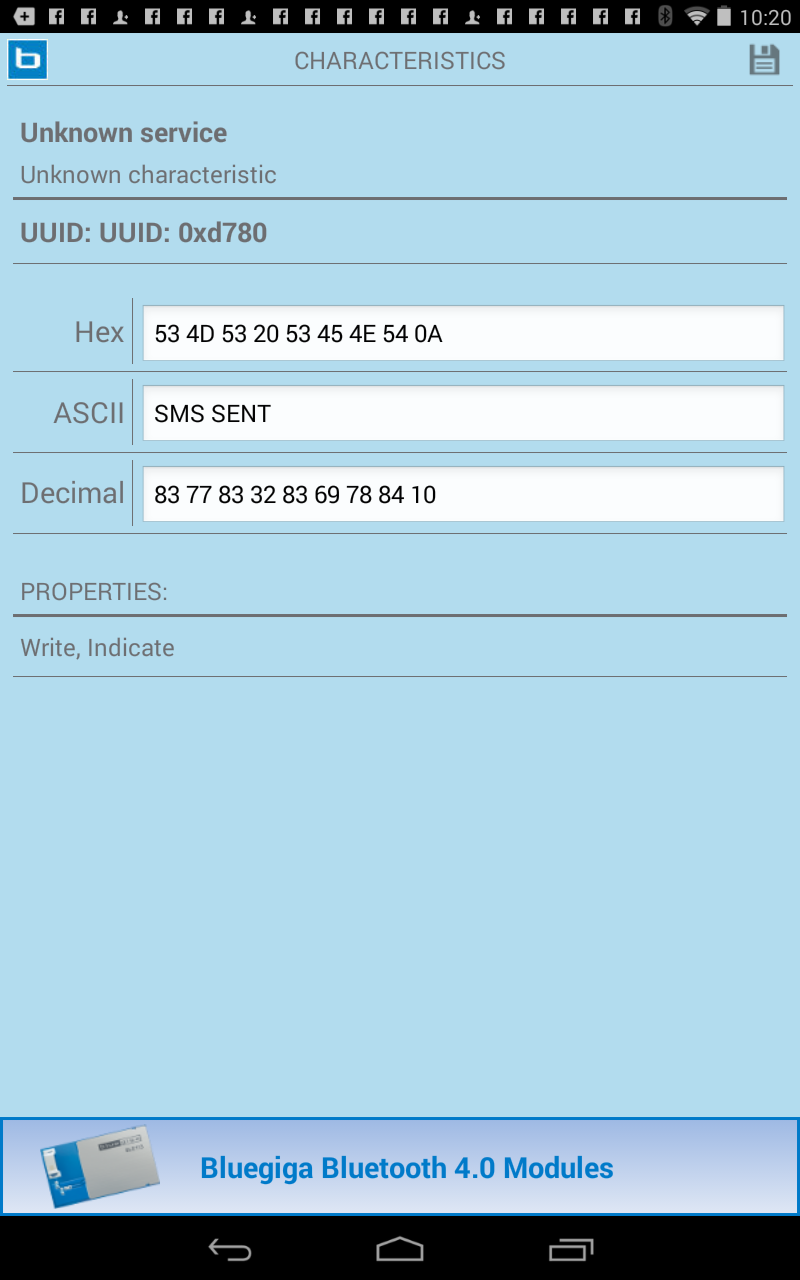 10:20
CHARACTERISTICS
Unknown service
Unknown characteristic
UUID: UUID: 0xd780
Hex
53 4D 53 20 53 45 4E 54 0A
ASCII
SMS SENT
Decimal
83 77 83 32 83 69 78 84 10
PROPERTIES:
Write, Indicate
Bluegiga Bluetooth 4.0 Modules